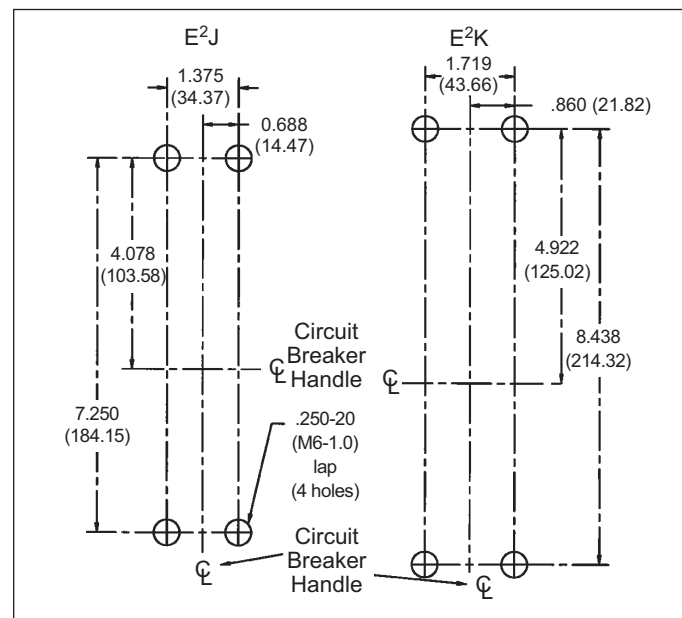 E²J
1.375
(34.37)
0.688
(14.47)
4.078
(103.58)
7.250
(184.15)
Circuit
Breaker
Handle
℄
.250-20
(M6-1.0)
lap
(4 holes)
℄
Circuit
Breaker
Handle
E²K
1.719
(43.66)
.860 (21.82)
4.922
(125.02)
8.438
(214.32)
℄
℄